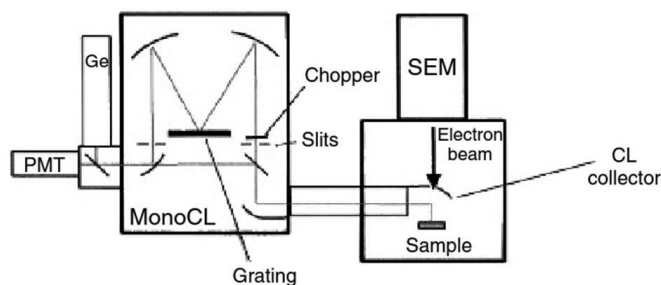 Ge
SEM
Chopper
Slits
Electron
beam
CL
collector
PMT
MonoCL
Sample
Grating